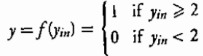 y = f(y_in) = { 1 if y_in ⩾ 2
0 if y_in < 2